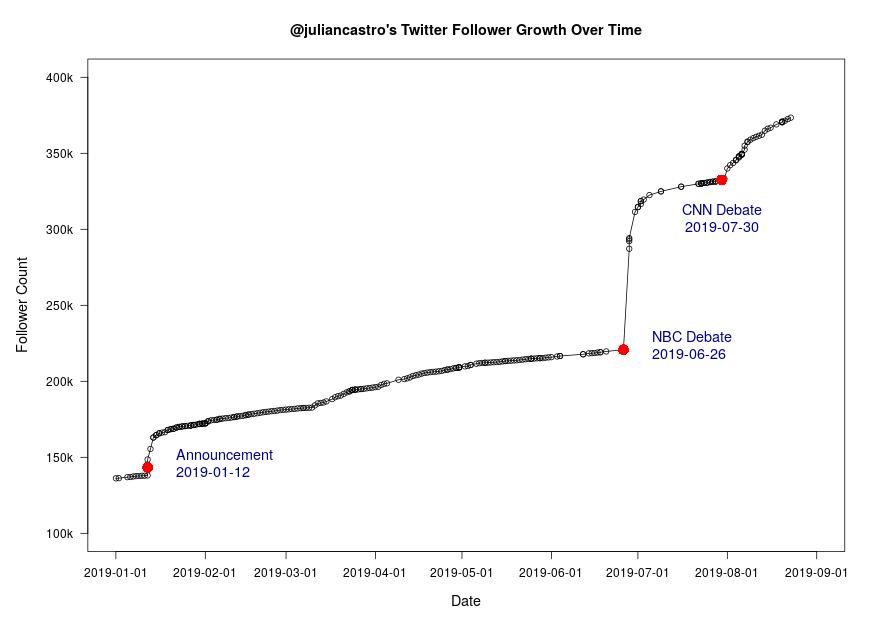 @juliancastro's Twitter Follower Growth Over Time
400k
350k
300k
250k
200k
150k
100k
Follower Count
CNN Debate
2019-07-30
NBC Debate
2019-06-26
Announcement
2019-01-12
2019-01-01 2019-02-01 2019-03-01 2019-04-01 2019-05-01 2019-06-01 2019-07-01 2019-08-01 2019-09-01
Date